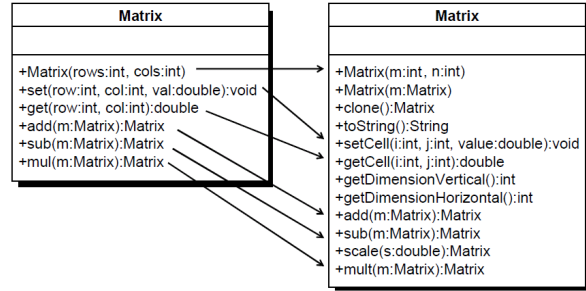 Matrix
+Matrix(rows:int, cols:int)
+set(row:int, col:int, val:double):void
+get(row:int, col:int):double
+add(m:Matrix):Matrix
+sub(m:Matrix):Matrix
+mul(m:Matrix):Matrix
Matrix
+Matrix(m:int, n:int)
+Matrix(m:Matrix)
+clone():Matrix
+toString():String
+setCell(i:int, j:int, value:double):void
+getCell(i:int, j:int):double
+getDimensionVertical():int
+getDimensionHorizontal():int
+add(m:Matrix):Matrix
+sub(m:Matrix):Matrix
+scale(s:double):Matrix
+mult(m:Matrix):Matrix